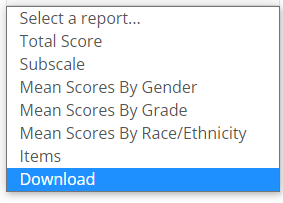 Select a report...
Total Score
Subscale
Mean Scores By Gender
Mean Scores By Grade
Mean Scores By Race/Ethnicity
Items
Download